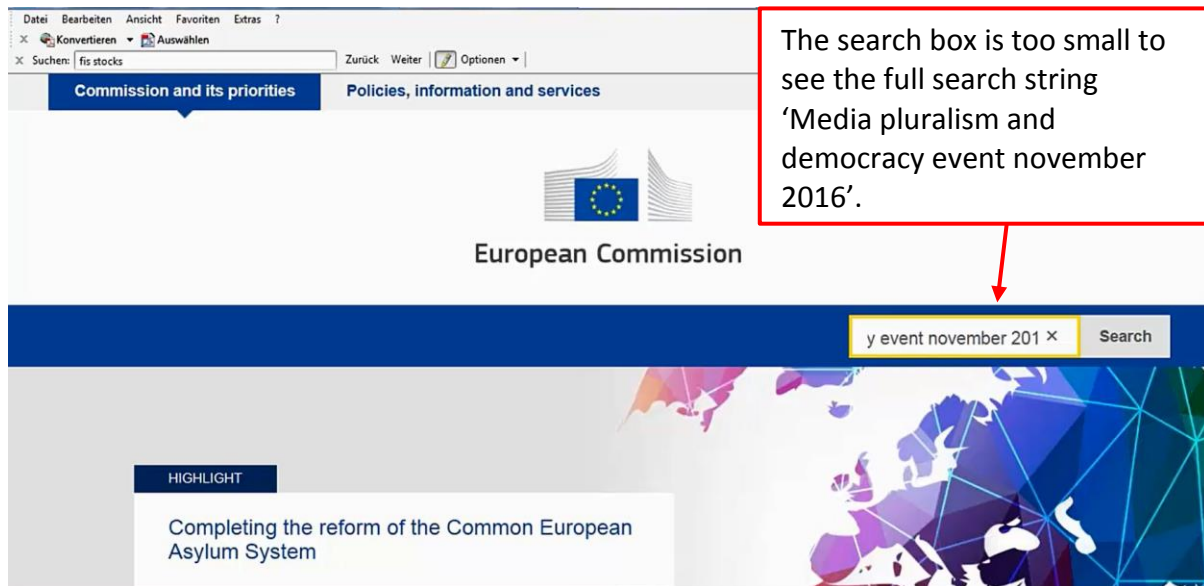 Datei Bearbeiten Ansicht Favoriten Extras ?
x Konvertieren Auswählen
x Suchen: fis stocks Zurück Weiter Optionen
Commission and its priorities Policies, information and services
The search box is too small to
see the full search string
‘Media pluralism and
democracy event november
2016’.
European Commission
y event november 201 × Search
HIGHLIGHT
Completing the reform of the Common European
Asylum System